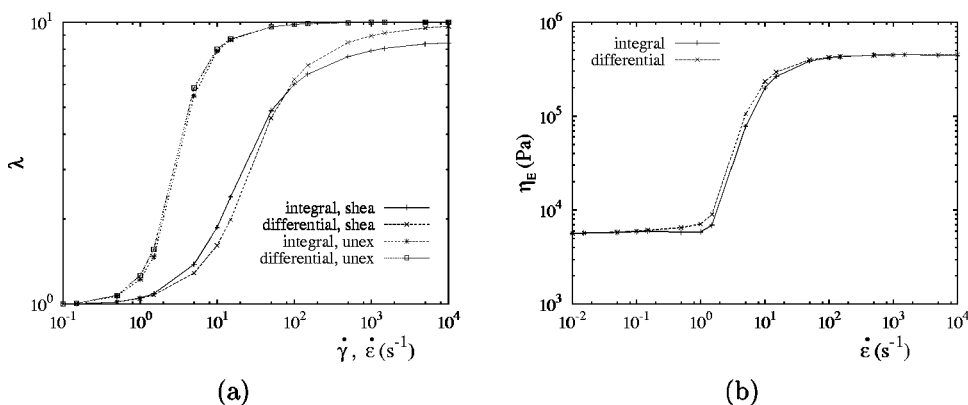 10^1
λ
10^0
integral, shea
differential, shea
integral, unex
differential, unex
10^-1 10^0 10^1 10^2 10^3 10^4
γ̇ , ε̇ (s^-1)
(a)
10^6
10^5
10^4
10^3
η_E (Pa)
integral
differential
10^-2 10^-1 10^0 10^1 10^2 10^3 10^4
ε̇ (s^-1)
(b)